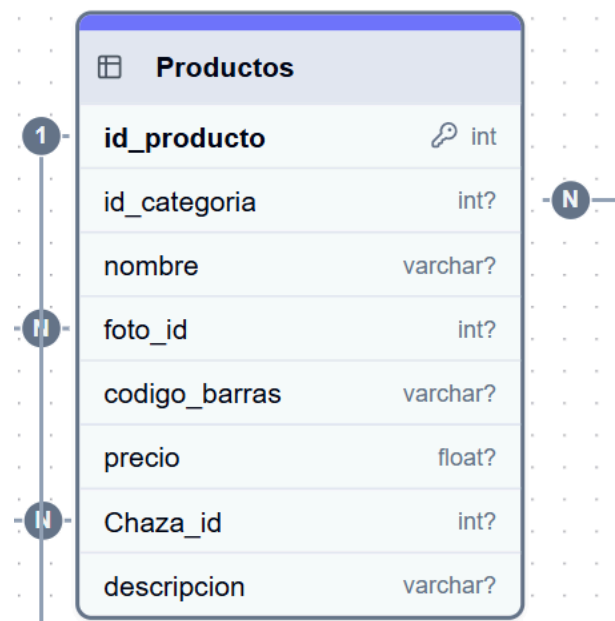 Productos
1 id_producto int
id_categoria int? N
nombre varchar?
N foto_id int?
codigo_barras varchar?
precio float?
N Chaza_id int?
descripcion varchar?